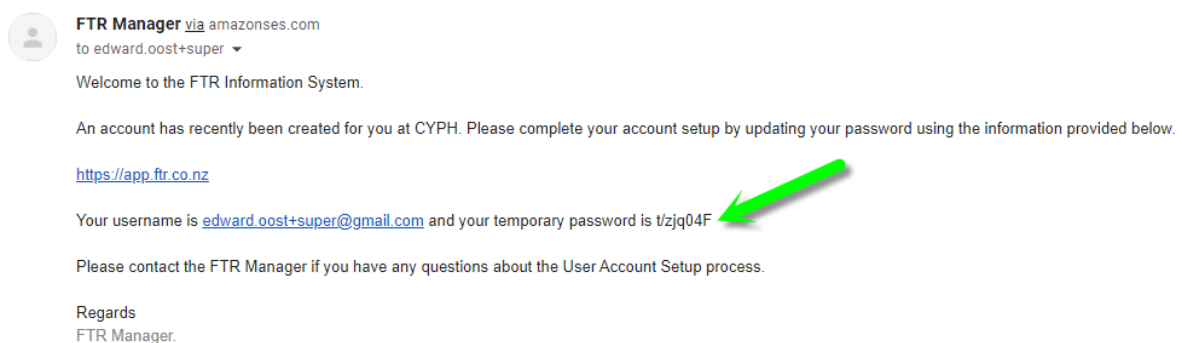 FTR Manager via amazonses.com
to edward.oost+super
Welcome to the FTR Information System.
An account has recently been created for you at CYPH. Please complete your account setup by updating your password using the information provided below.
https://app.ftr.co.nz
Your username is edward.oost+super@gmail.com and your temporary password is t/zjq04F
Please contact the FTR Manager if you have any questions about the User Account Setup process.
Regards
FTR Manager.